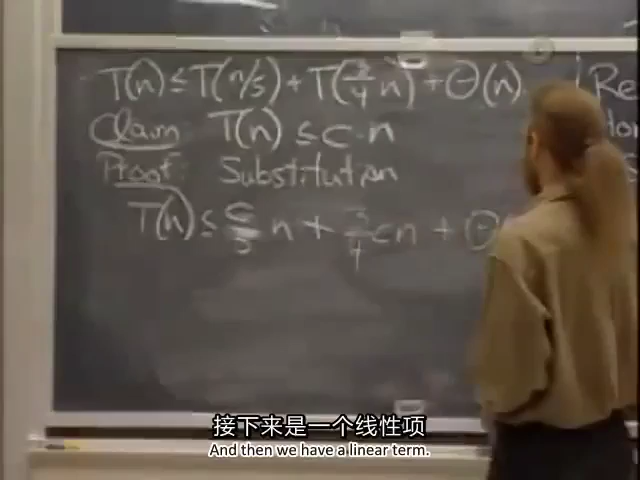 T(n) ≤ T(n/5) + T(3/4 n) + Θ(n)
Re
Claim: T(n) ≤ c·n
Proof: Substitution
T(n) ≤ c/5 n + 3/4 cn + Θ
接下来是一个线性项
And then we have a linear term.